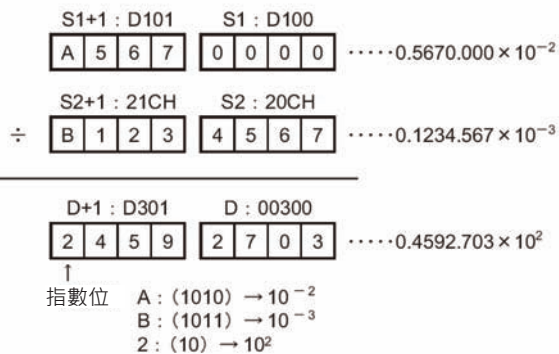 S1+1 : D101 S1 : D100
A 5 6 7 0 0 0 0 ·····0.5670.000 × 10⁻²
S2+1 : 21CH S2 : 20CH
÷ B 1 2 3 4 5 6 7 ·····0.1234.567 × 10⁻³
D+1 : D301 D : 00300
2 4 5 9 2 7 0 3 ·····0.4592.703 × 10²
↑
指數位 A : (1010) → 10⁻²
B : (1011) → 10⁻³
2 : (10) → 10²